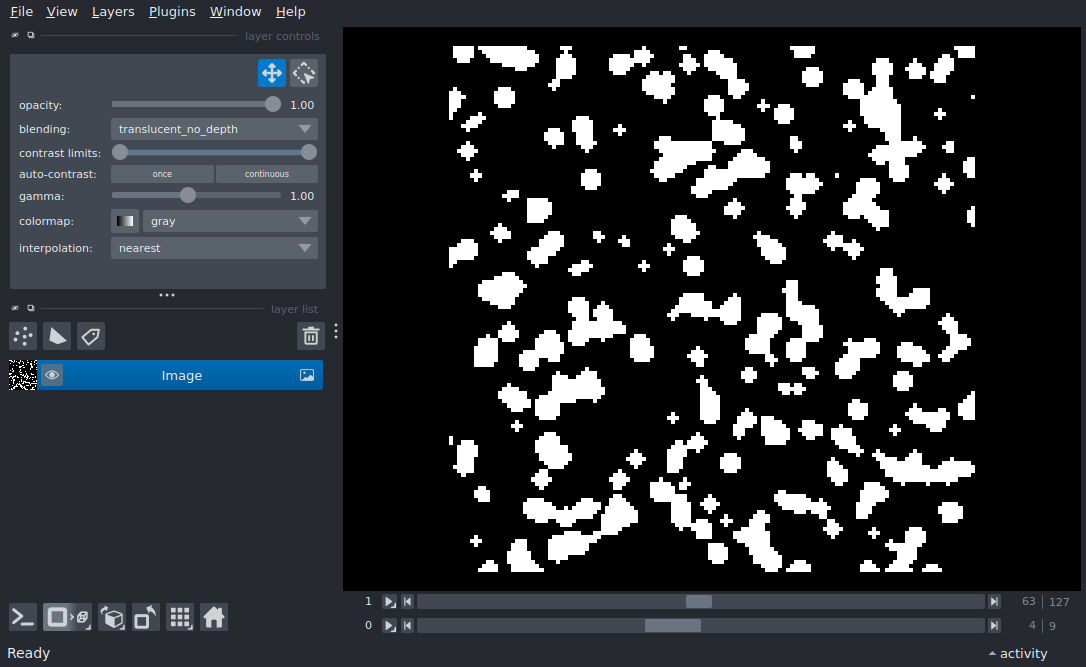 File View Layers Plugins Window Help
layer controls
opacity: 1.00
blending: translucent_no_depth
contrast limits:
auto-contrast: once continuous
gamma: 1.00
colormap: gray
interpolation: nearest
layer list
Image
1 63 127
0 4 9
Ready activity